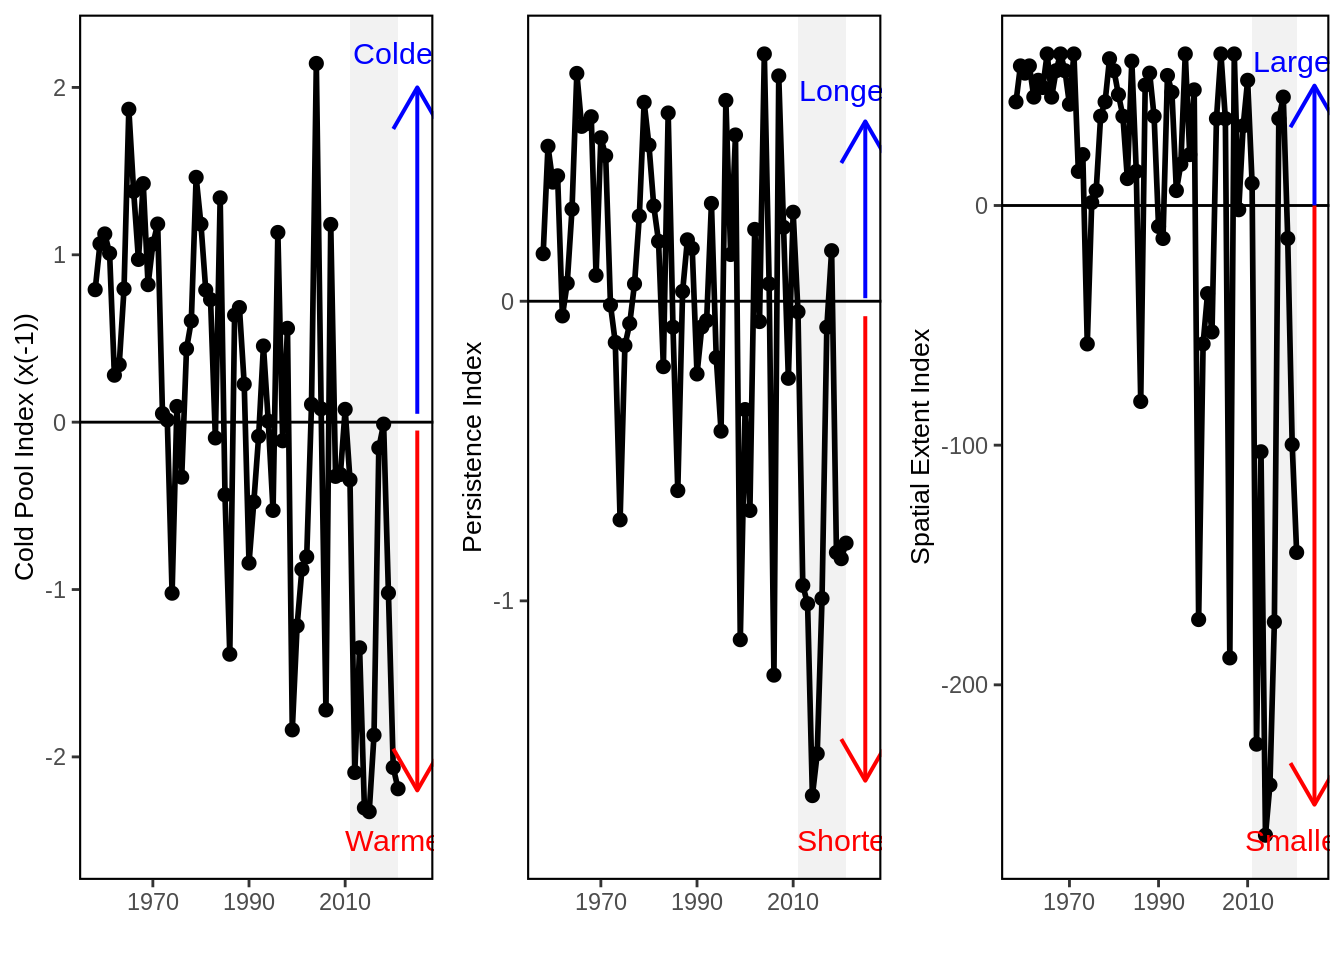 Cold Pool Index (x(-1))
2
1
0
-1
-2
1970 1990 2010
Colde
Warme
Persistence Index
0
-1
1970 1990 2010
Longe
Shorte
Spatial Extent Index
0
-100
-200
1970 1990 2010
Large
Smalle